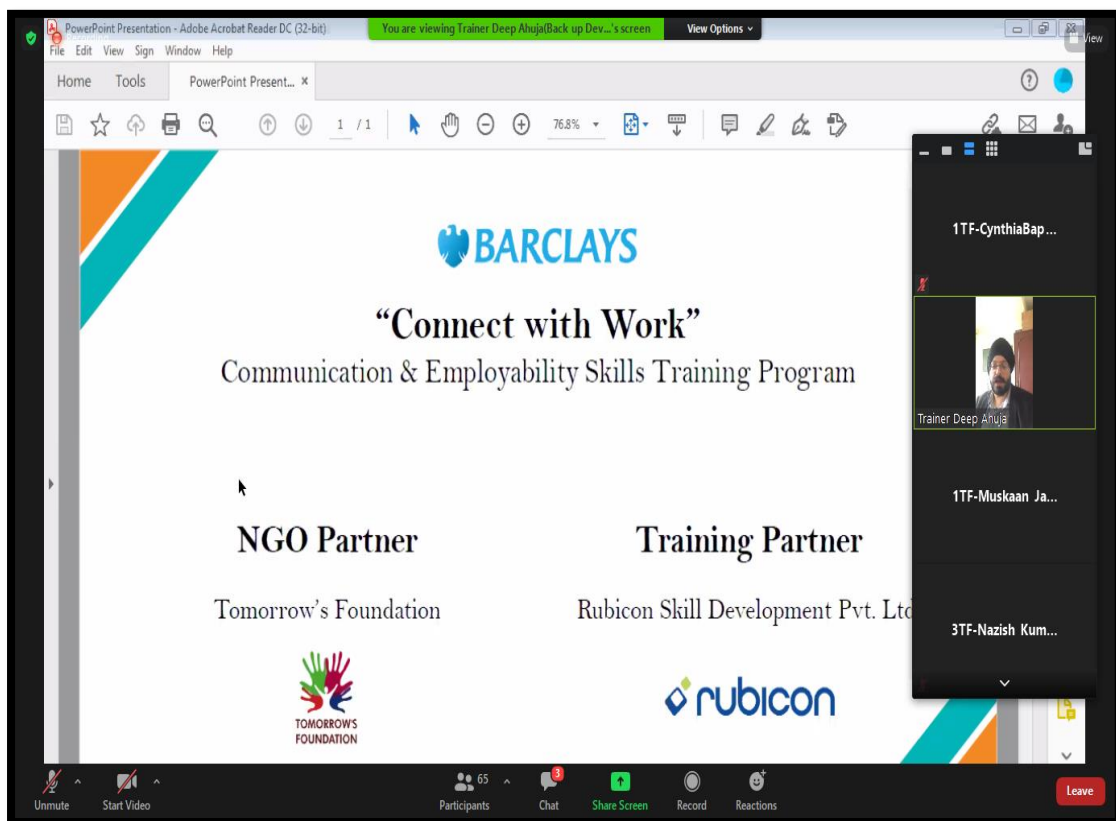 PowerPoint Presentation - Adobe Acrobat Reader DC (32-bit)
You are viewing Trainer Deep Ahuja(Back up Dev...'s screen
View Options
View
File Edit View Sign Window Help
Home Tools PowerPoint Present... ×
1 / 1 76.8%
BARCLAYS
“Connect with Work”
Communication & Employability Skills Training Program
NGO Partner
Tomorrow's Foundation
TOMORROW'S
FOUNDATION
Training Partner
Rubicon Skill Development Pvt. Ltd
rubicon
1TF-CynthiaBap...
Trainer Deep Ahuja
1TF-Muskaan Ja...
3TF-Nazish Kum...
Unmute Start Video 65 Participants 3 Chat Share Screen Record Reactions Leave